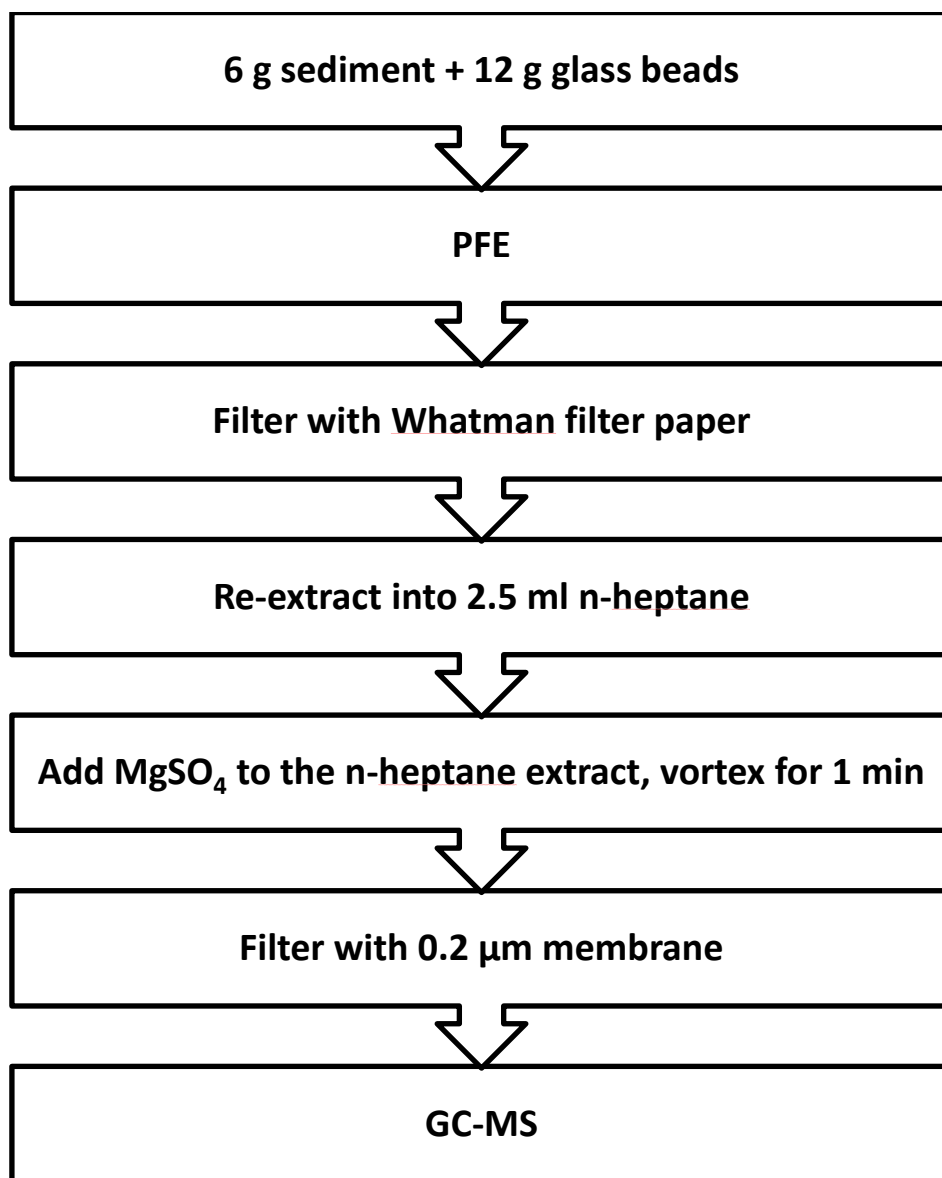 6 g sediment + 12 g glass beads
PFE
Filter with Whatman filter paper
Re-extract into 2.5 ml n-heptane
Add MgSO₄ to the n-heptane extract, vortex for 1 min
Filter with 0.2 µm membrane
GC-MS